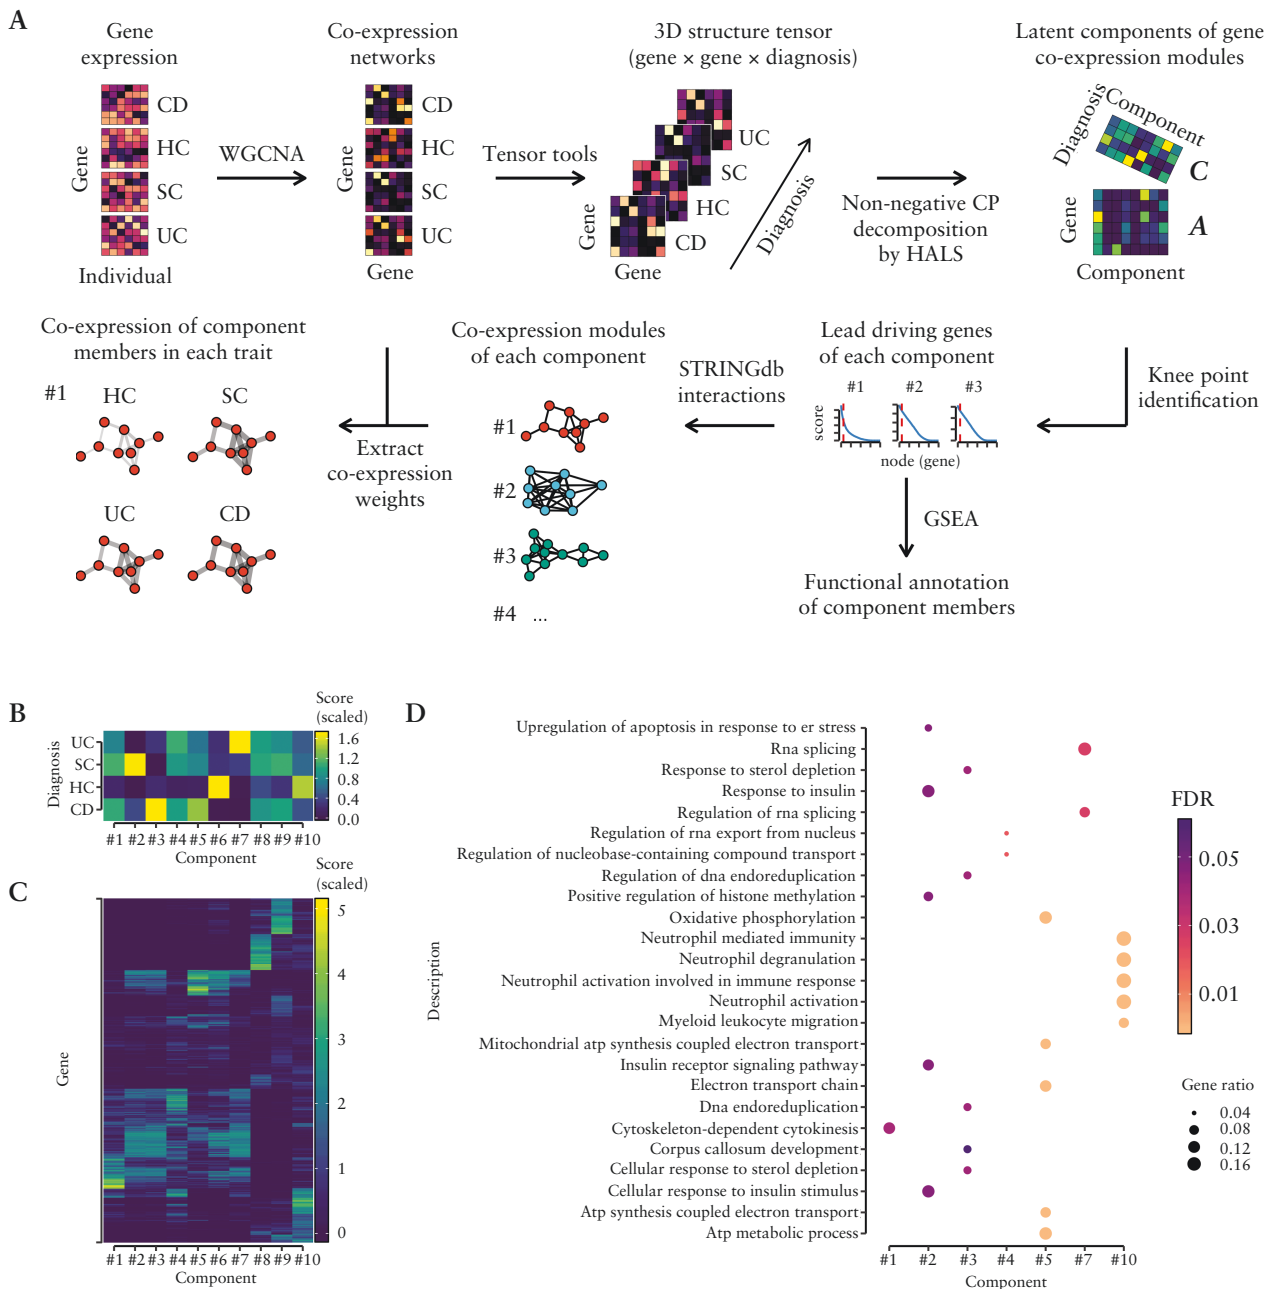 A
Gene
expression
CD
HC
SC
UC
Gene
Individual
WGCNA
Co-expression
networks
CD
HC
SC
UC
Gene
Gene
Tensor tools
3D structure tensor
(gene × gene × diagnosis)
UC
SC
HC
CD
Gene
Gene
Diagnosis
Non-negative CP
decomposition
by HALS
Latent components of gene
co-expression modules
Diagnosis
Component
C
Gene
A
Component
Co-expression of component
members in each trait
#1
HC
SC
UC
CD
Extract
co-expression
weights
Co-expression modules
of each component
#1
#2
#3
#4 ...
STRINGdb
interactions
Lead driving genes
of each component
#1
#2
#3
score
node (gene)
Knee point
identification
GSEA
Functional annotation
of component members
B
Score
(scaled)
Diagnosis
UC
SC
HC
CD
1.6
1.2
0.8
0.4
0.0
#1 #2 #3 #4 #5 #6 #7 #8 #9 #10
Component
C
Score
(scaled)
Gene
5
4
3
2
1
0
#1 #2 #3 #4 #5 #6 #7 #8 #9 #10
Component
D
Description
Upregulation of apoptosis in response to er stress
Rna splicing
Response to sterol depletion
Response to insulin
Regulation of rna splicing
Regulation of rna export from nucleus
Regulation of nucleobase-containing compound transport
Regulation of dna endoreduplication
Positive regulation of histone methylation
Oxidative phosphorylation
Neutrophil mediated immunity
Neutrophil degranulation
Neutrophil activation involved in immune response
Neutrophil activation
Myeloid leukocyte migration
Mitochondrial atp synthesis coupled electron transport
Insulin receptor signaling pathway
Electron transport chain
Dna endoreduplication
Cytoskeleton-dependent cytokinesis
Corpus callosum development
Cellular response to sterol depletion
Cellular response to insulin stimulus
Atp synthesis coupled electron transport
Atp metabolic process
#1 #2 #3 #4 #5 #7 #10
Component
FDR
0.05
0.03
0.01
Gene ratio
0.04
0.08
0.12
0.16